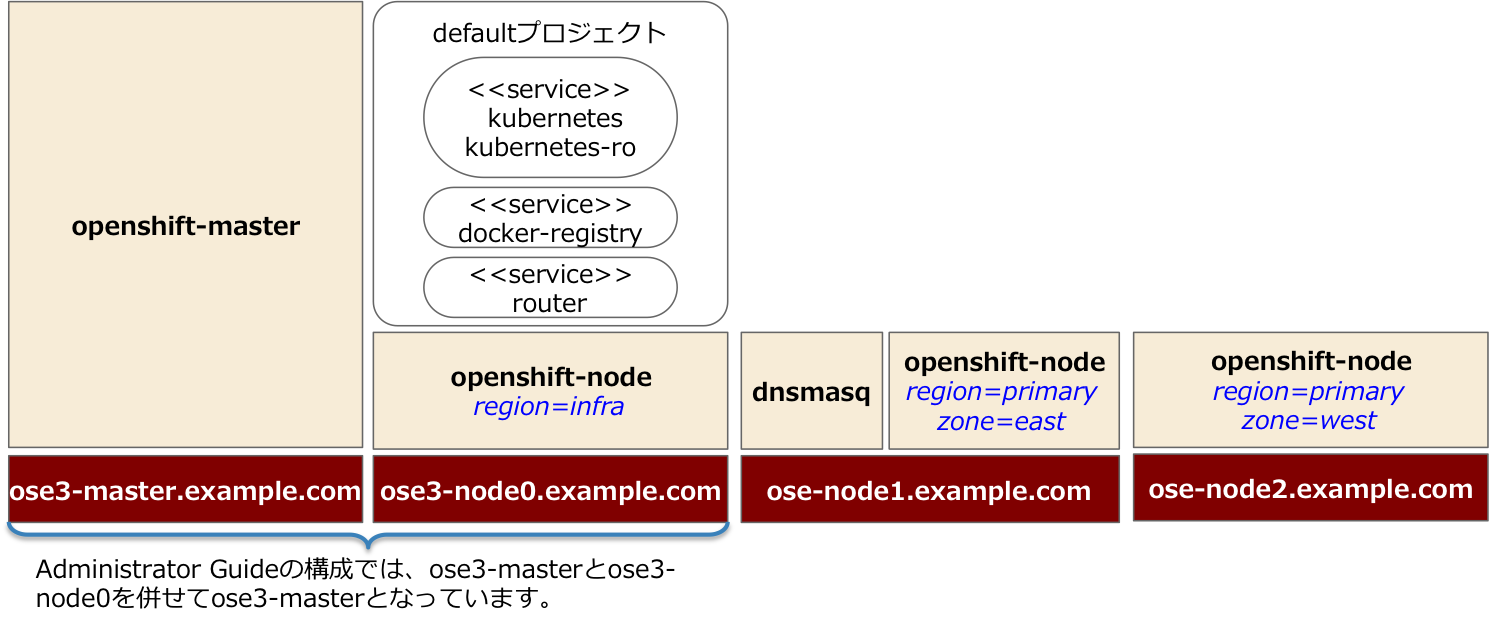 openshift-master
defaultプロジェクト
<<service>>
kubernetes
kubernetes-ro
<<service>>
docker-registry
<<service>>
router
openshift-node
region=infra
dnsmasq
openshift-node
region=primary
zone=east
openshift-node
region=primary
zone=west
ose3-master.example.com
ose3-node0.example.com
ose-node1.example.com
ose-node2.example.com
Administrator Guideの構成では、ose3-masterとose3-
node0を併せてose3-masterとなっています。